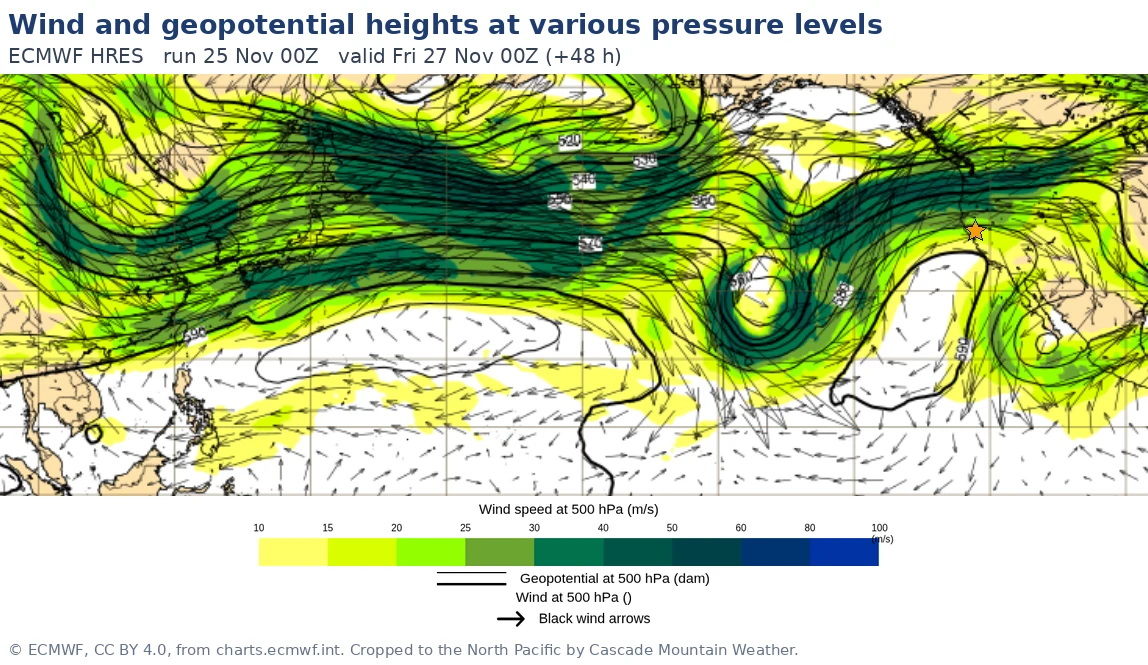 Wind and geopotential heights at various pressure levels
ECMWF HRES run 25 Nov 00Z valid Fri 27 Nov 00Z (+48 h)
520
530
540
550
560
570
560
580
590
590
Wind speed at 500 hPa (m/s)
10 15 20 25 30 40 50 60 80 100
(m/s)
Geopotential at 500 hPa (dam)
Wind at 500 hPa ()
Black wind arrows
© ECMWF, CC BY 4.0, from charts.ecmwf.int. Cropped to the North Pacific by Cascade Mountain Weather.